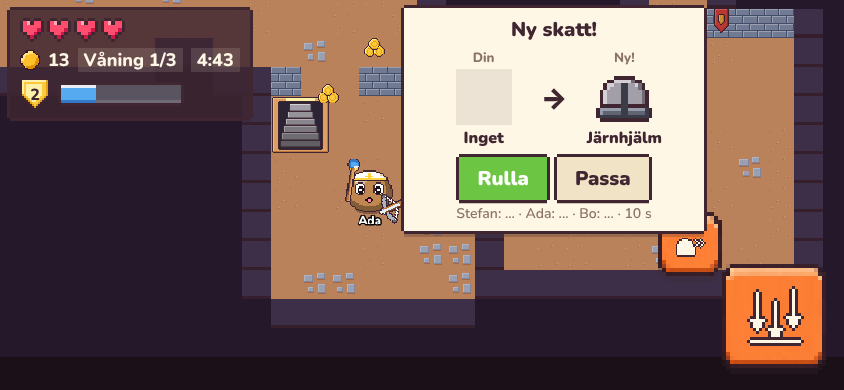 13 Våning 1/3 4:43
2
Ny skatt!
Din
Ny!
Inget
Järnhjälm
Rulla
Passa
Stefan: ... · Ada: ... · Bo: ... · 10 s
Ada